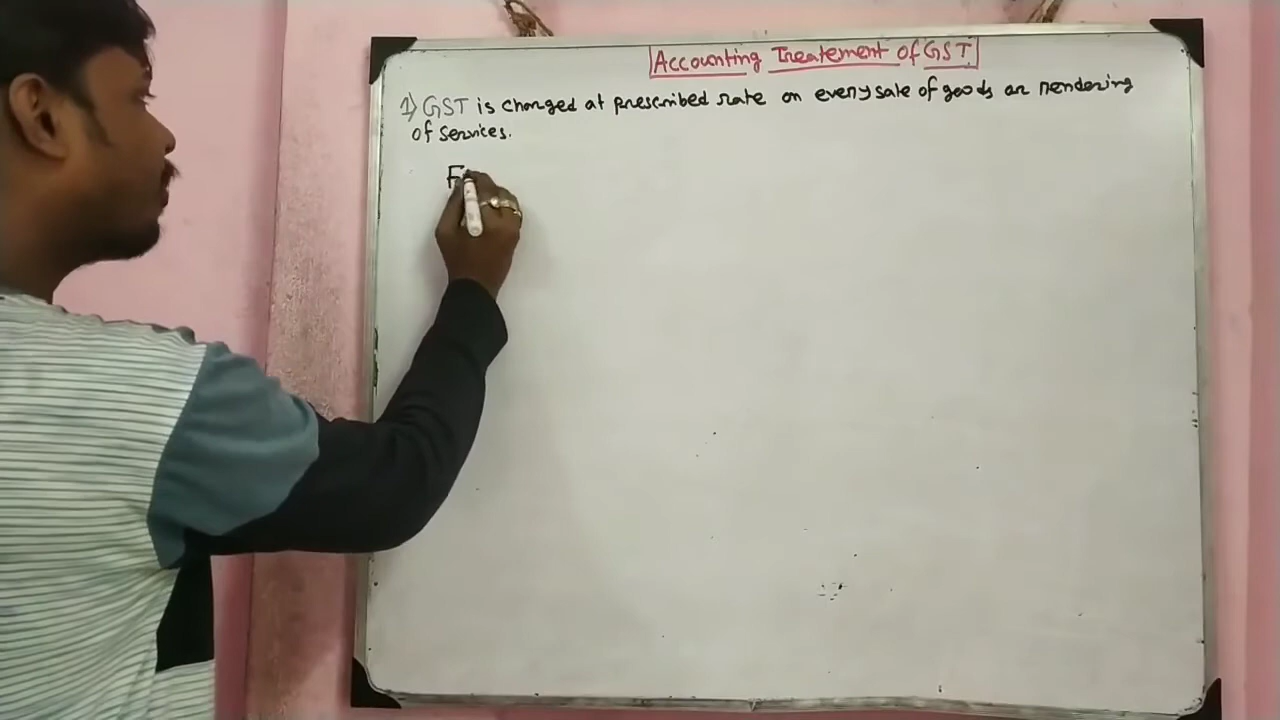 Accounting Treatement of GST
1) GST is charged at prescribed rate on every sale of goods or rendering
of services.
F